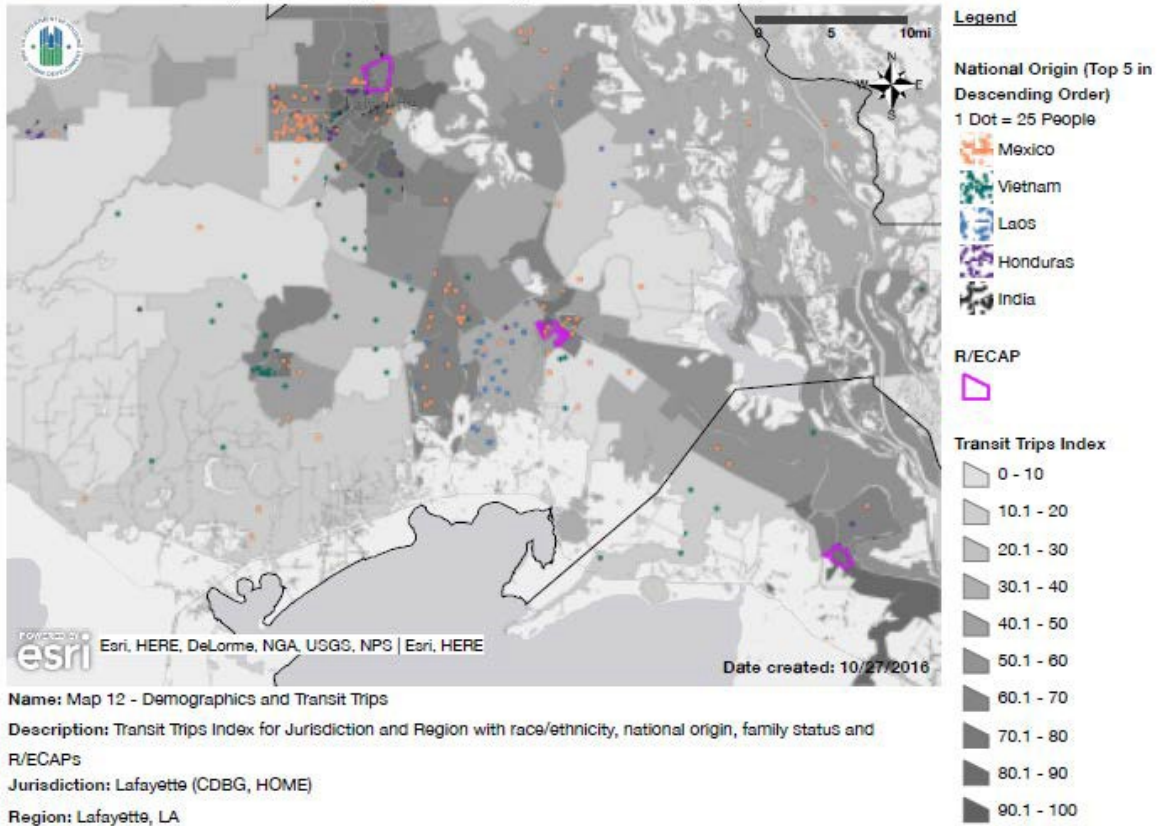 0 5 10mi
N
W E
S
Lafayette
POWERED BY
esri
Esri, HERE, DeLorme, NGA, USGS, NPS | Esri, HERE
Date created: 10/27/2016
Legend
National Origin (Top 5 in
Descending Order)
1 Dot = 25 People
Mexico
Vietnam
Laos
Honduras
India
R/ECAP
Transit Trips Index
0 - 10
10.1 - 20
20.1 - 30
30.1 - 40
40.1 - 50
50.1 - 60
60.1 - 70
70.1 - 80
80.1 - 90
90.1 - 100
Name: Map 12 - Demographics and Transit Trips
Description: Transit Trips Index for Jurisdiction and Region with race/ethnicity, national origin, family status and
R/ECAPs
Jurisdiction: Lafayette (CDBG, HOME)
Region: Lafayette, LA